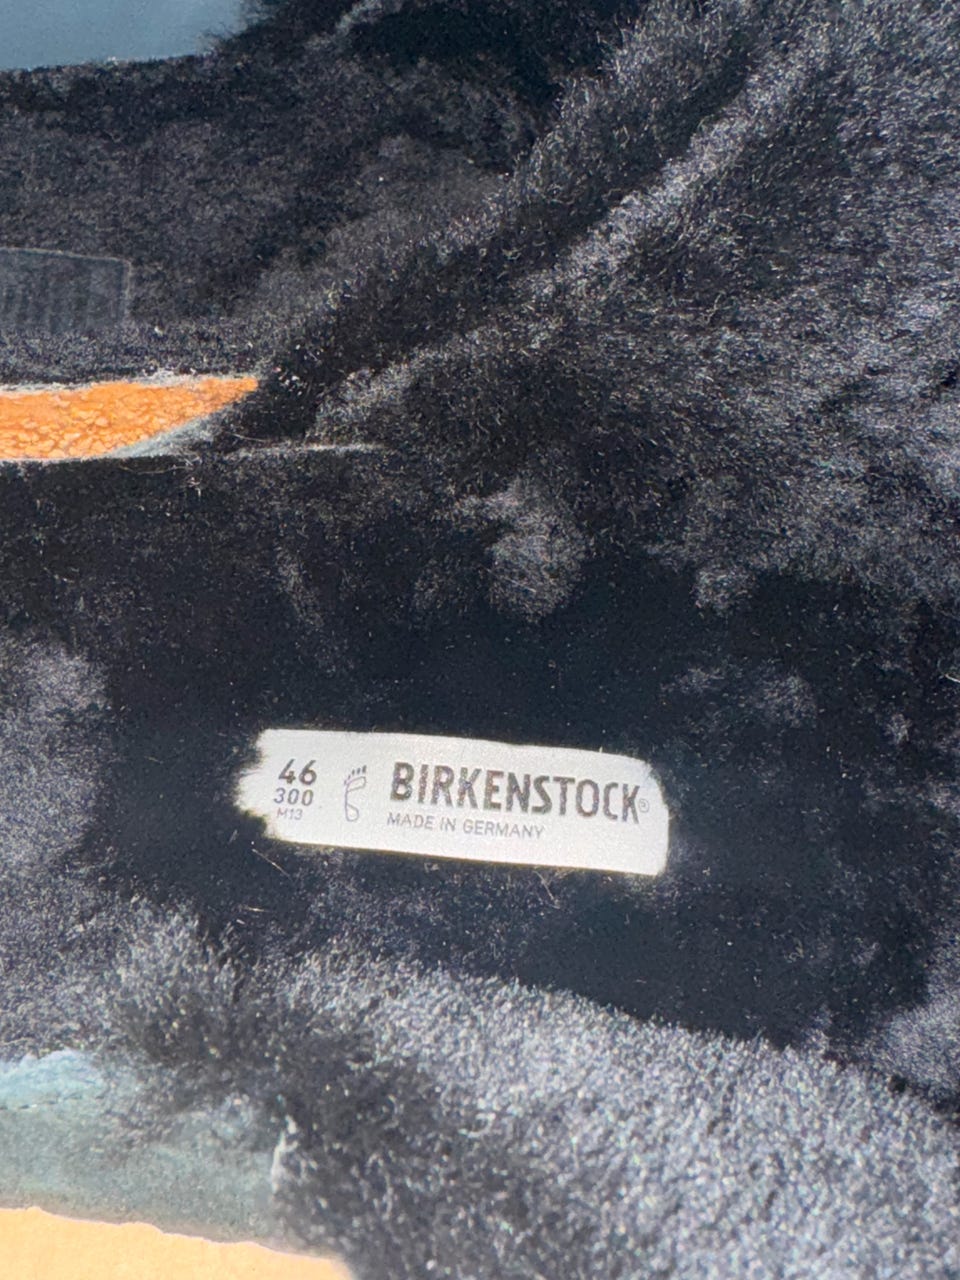 46
300
M13
BIRKENSTOCK®
MADE IN GERMANY